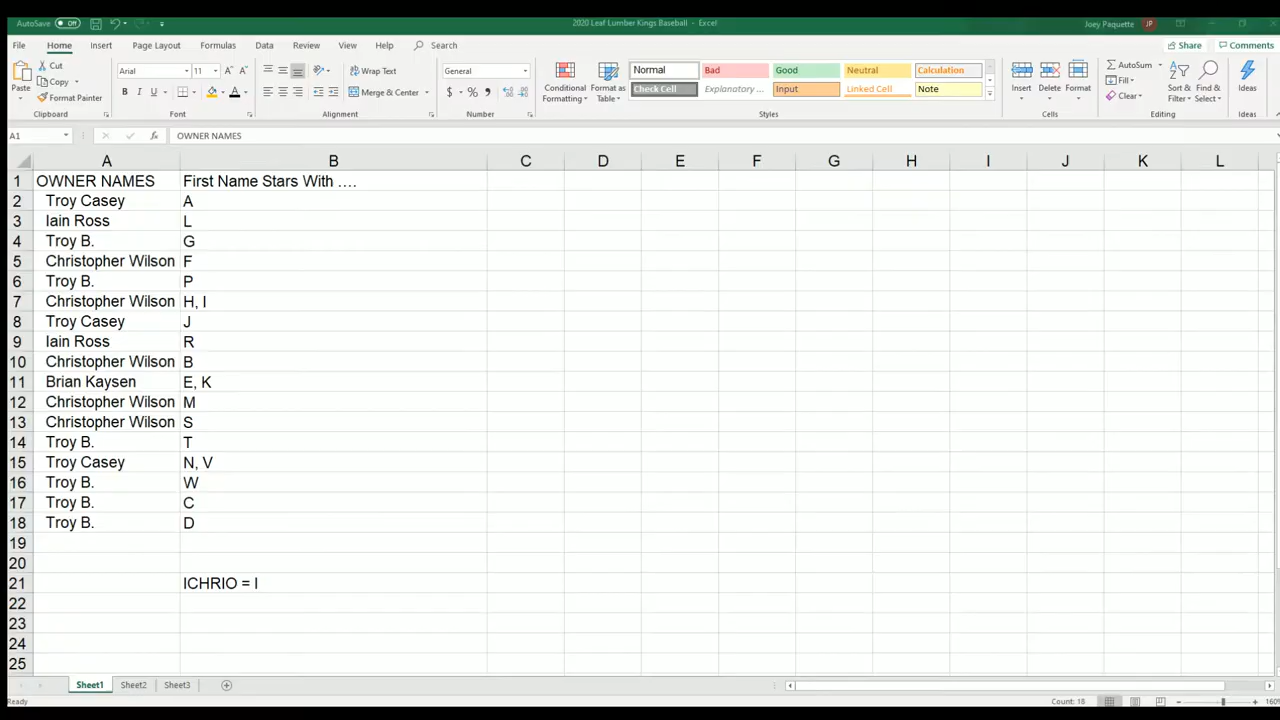 AutoSave Off 2020 Leaf Lumber Kings Baseball - Excel Joey Paquette JP
File Home Insert Page Layout Formulas Data Review View Help Search Share Comments
Paste Cut Copy Format Painter Clipboard
Arial 11 A A B I U A Font
Wrap Text Merge & Center Alignment
General $ % , Number
Conditional Formatting Format as Table
Normal Bad Good Neutral Calculation
Check Cell Explanatory ... Input Linked Cell Note
Styles
Insert Delete Format Cells
AutoSum Fill Clear Sort & Filter Find & Select Editing
Ideas Ideas
A1 fx OWNER NAMES
A B C D E F G H I J K L
1 OWNER NAMES First Name Stars With ....
2 Troy Casey A
3 Iain Ross L
4 Troy B. G
5 Christopher Wilson F
6 Troy B. P
7 Christopher Wilson H, I
8 Troy Casey J
9 Iain Ross R
10 Christopher Wilson B
11 Brian Kaysen E, K
12 Christopher Wilson M
13 Christopher Wilson S
14 Troy B. T
15 Troy Casey N, V
16 Troy B. W
17 Troy B. C
18 Troy B. D
19
20
21 ICHRIO = I
22
23
24
25
Sheet1 Sheet2 Sheet3
Ready Count: 18 160%